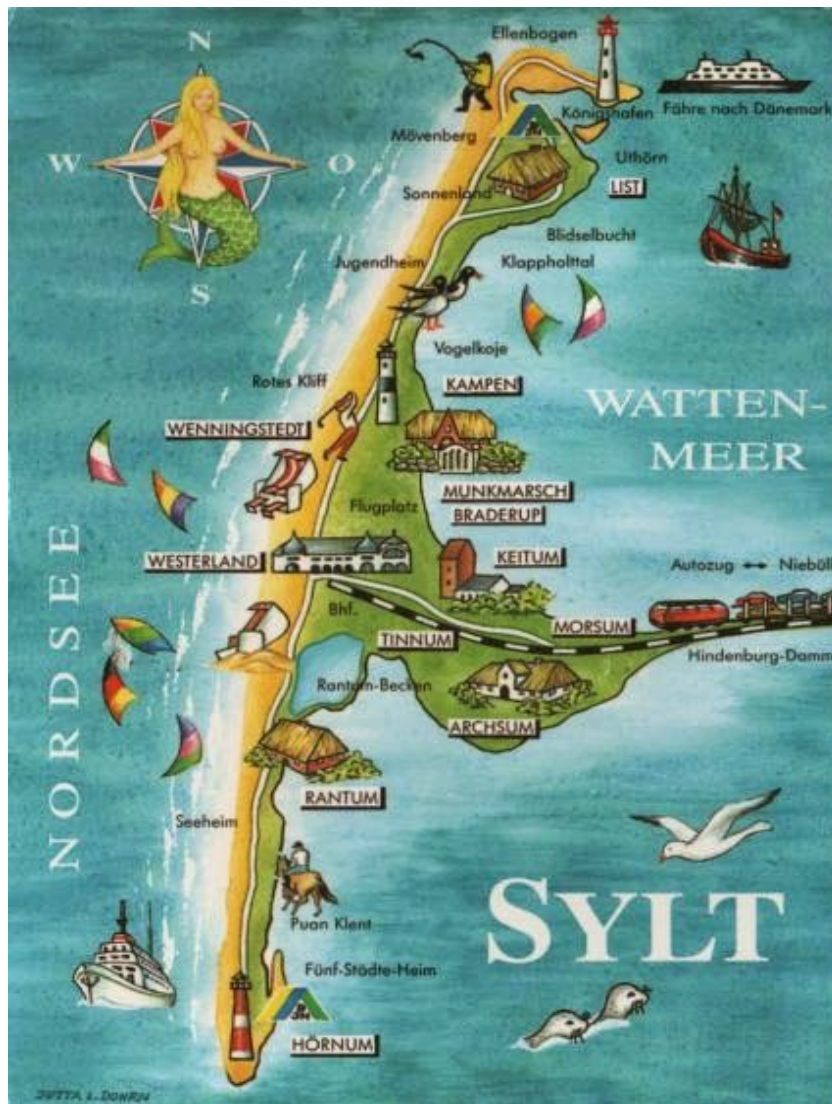 N
Ellenbogen
Königshafen
Fähre nach Dänemark
Mövenberg
W
O
Uthörn
Sonnenland
LIST
Blidselbucht
Jugendheim
Klappholttal
S
Vogelkoje
Rotes Kliff
KAMPEN
WATTEN-
MEER
WENNINGSTEDT
MUNKMARSCH
BRADERUP
Flugplatz
NORDSEE
WESTERLAND
KEITUM
Autozug ↔ Niebüll
Bhf.
TINNUM
MORSUM
Hindenburg-Damm
Rantum-Becken
ARCHSUM
RANTUM
Seeheim
SYLT
Puan Klent
Fünf-Städte-Heim
HÖRNUM